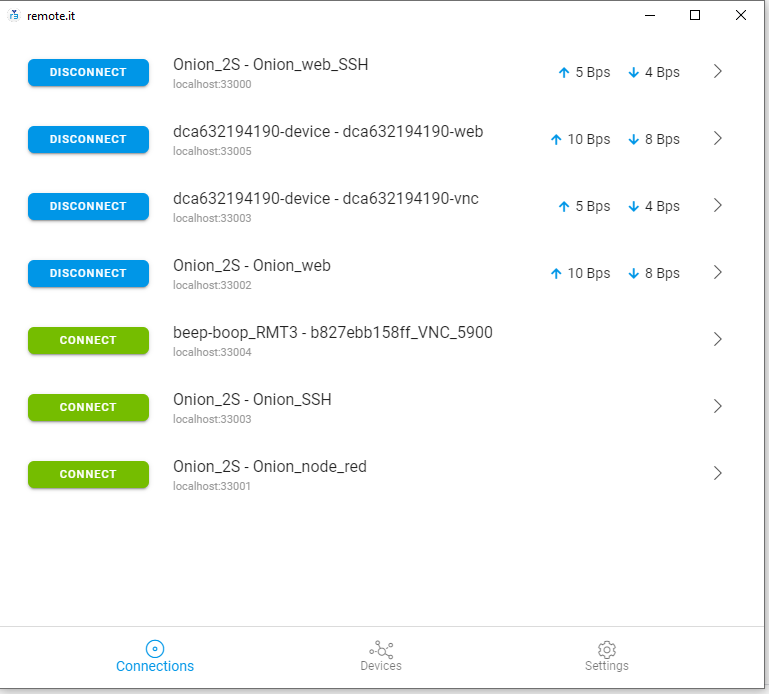 remote.it
DISCONNECT Onion_2S - Onion_web_SSH 5 Bps 4 Bps
localhost:33000
DISCONNECT dca632194190-device - dca632194190-web 10 Bps 8 Bps
localhost:33005
DISCONNECT dca632194190-device - dca632194190-vnc 5 Bps 4 Bps
localhost:33003
DISCONNECT Onion_2S - Onion_web 10 Bps 8 Bps
localhost:33002
CONNECT beep-boop_RMT3 - b827ebb158ff_VNC_5900
localhost:33004
CONNECT Onion_2S - Onion_SSH
localhost:33003
CONNECT Onion_2S - Onion_node_red
localhost:33001
Connections Devices Settings